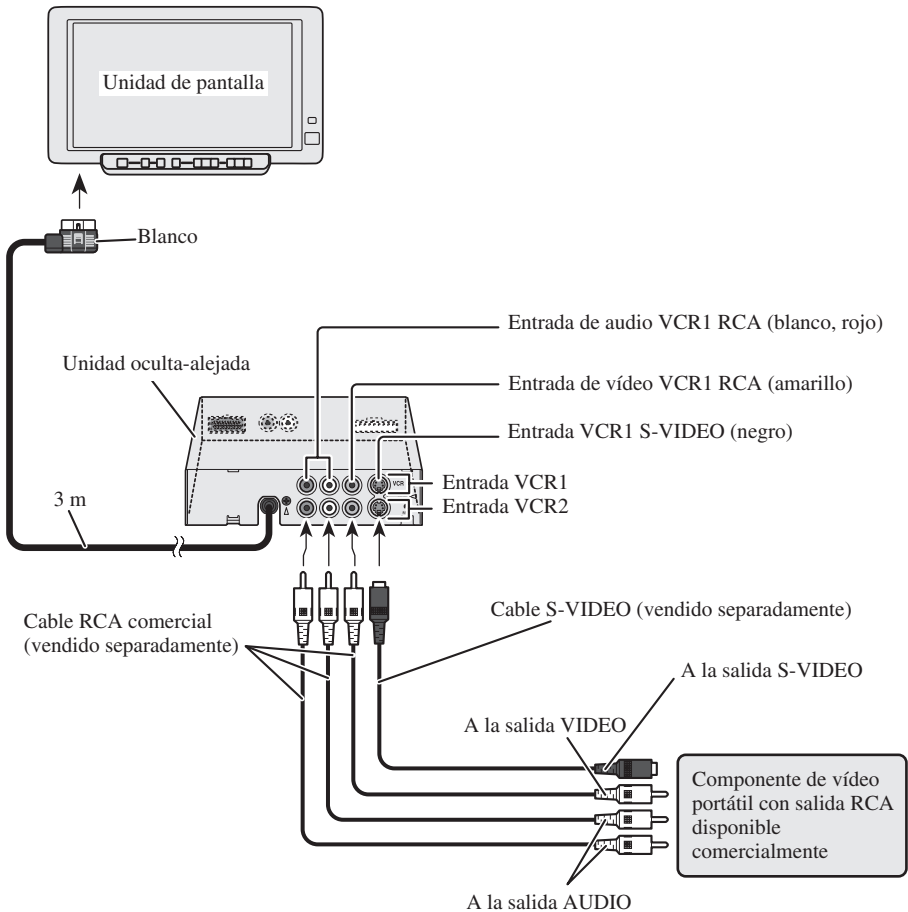 Unidad de pantalla
Blanco
Entrada de audio VCR1 RCA (blanco, rojo)
Unidad oculta-alejada
Entrada de vídeo VCR1 RCA (amarillo)
Entrada VCR1 S-VIDEO (negro)
VCR
Entrada VCR1
3 m
Entrada VCR2
Cable RCA comercial
(vendido separadamente)
Cable S-VIDEO (vendido separadamente)
A la salida S-VIDEO
A la salida VIDEO
Componente de vídeo
portátil con salida RCA
disponible
comercialmente
A la salida AUDIO